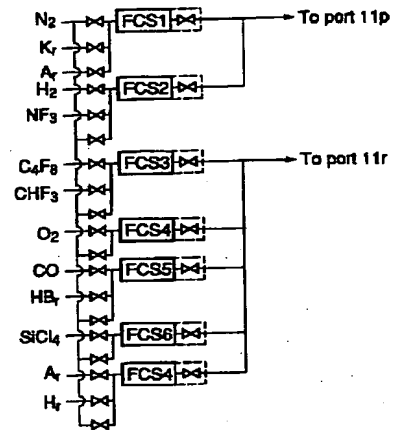 N2 FCS1 To port 11p
Kr
Ar
H2 FCS2
NF3
C4F8 FCS3 To port 11r
CHF3
O2 FCS4
CO FCS5
HBr
SiCl4 FCS6
Ar FCS4
Hr